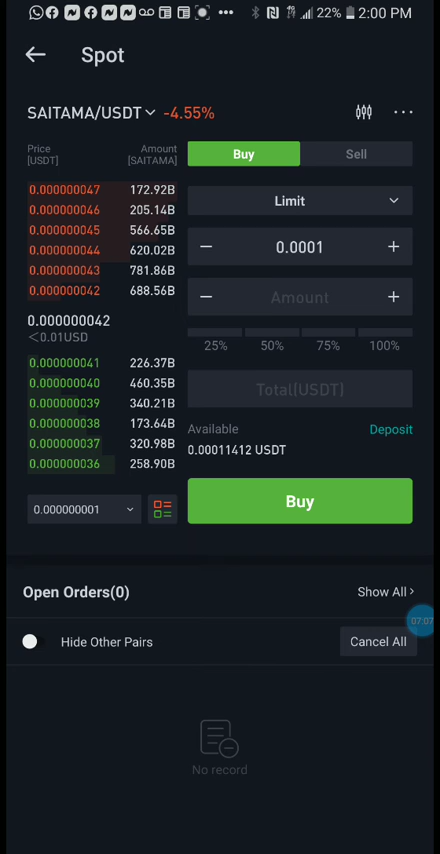 22% 2:00 PM
Spot
SAITAMA/USDT -4.55%
Price Amount
[USDT] [SAITAMA]
0.000000047 172.92B
0.000000046 205.14B
0.000000045 566.65B
0.000000044 620.02B
0.000000043 781.86B
0.000000042 688.56B
0.000000042
<0.01USD
0.000000041 226.37B
0.000000040 460.35B
0.000000039 340.21B
0.000000038 173.64B
0.000000037 320.98B
0.000000036 258.90B
0.000000001
Buy Sell
Limit
− 0.0001 +
− Amount +
25% 50% 75% 100%
Total(USDT)
Available Deposit
0.00011412 USDT
Buy
Open Orders(0) Show All >
07:07
Hide Other Pairs Cancel All
No record